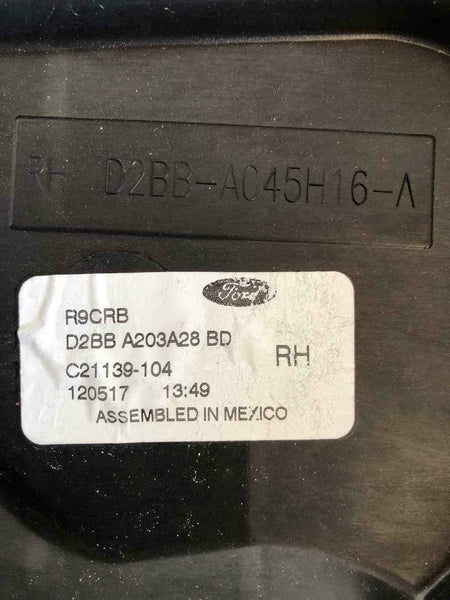 RH D2BB-A045H16-A
Ford
R9CRB
D2BB A203A28 BD
RH
C21139-104
120517 13:49
ASSEMBLED IN MEXICO